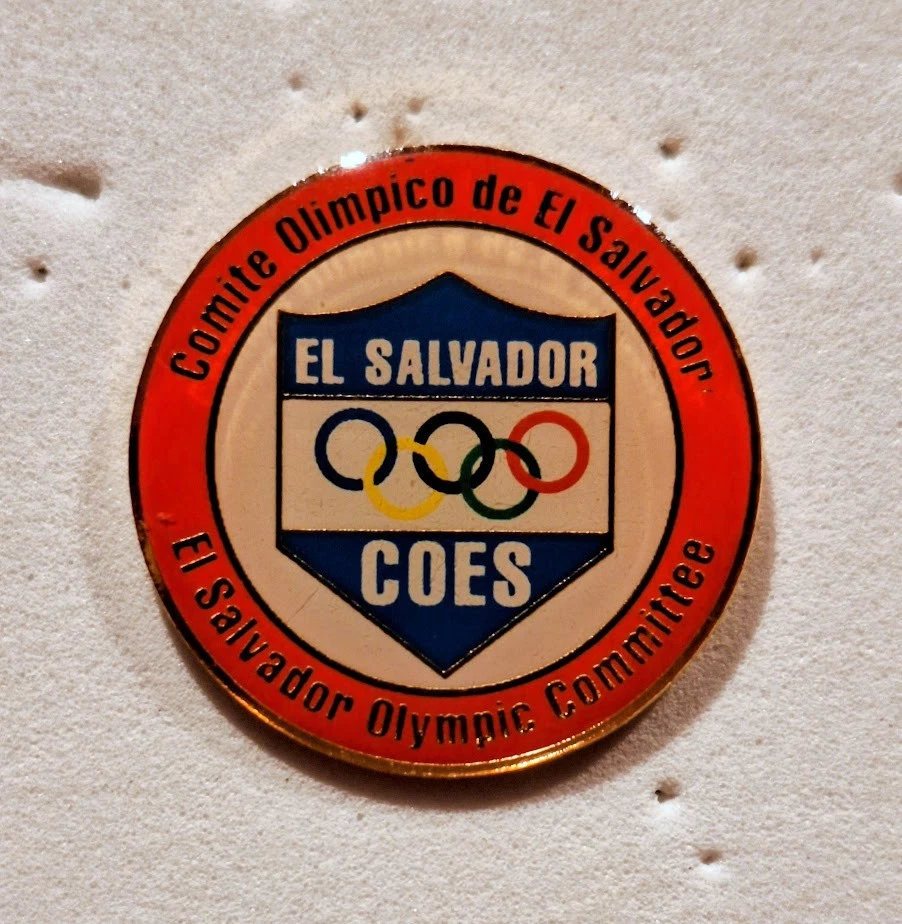 Comite Olimpico de El Salvador
EL SALVADOR
COES
El Salvador Olympic Committee